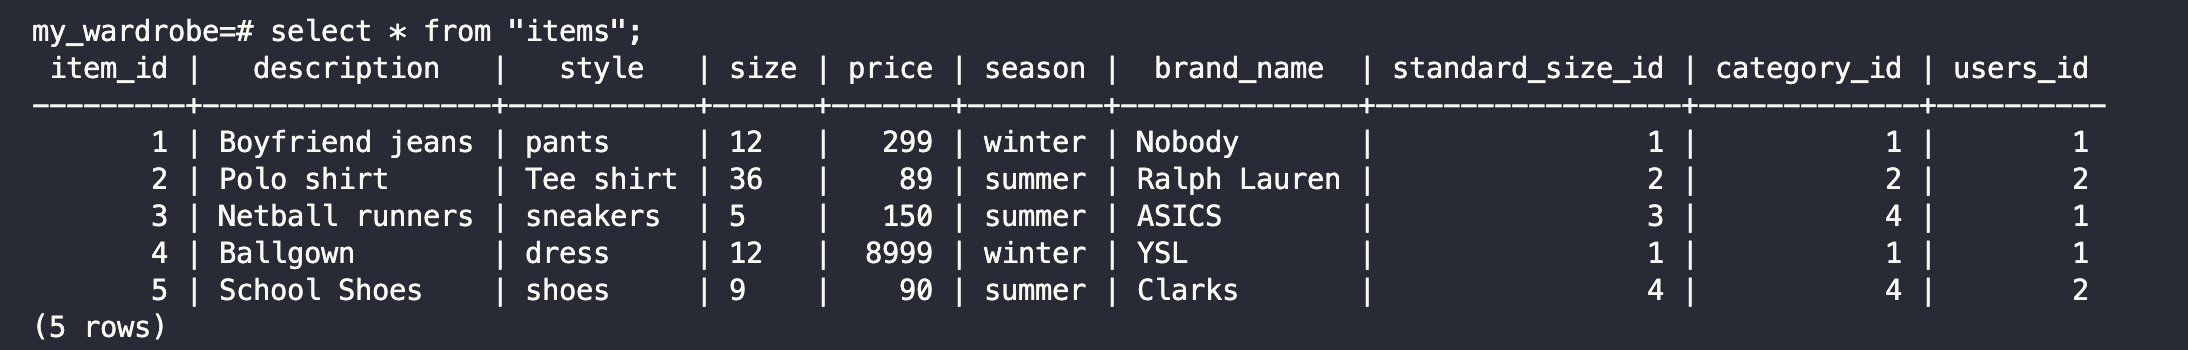 my_wardrobe=# select * from "items";
 item_id |   description   |   style   | size | price | season |  brand_name  | standard_size_id | category_id | users_id
---------+-----------------+-----------+------+-------+--------+--------------+------------------+-------------+----------
       1 | Boyfriend jeans | pants     | 12   |   299 | winter | Nobody       |                1 |           1 |        1
       2 | Polo shirt      | Tee shirt | 36   |    89 | summer | Ralph Lauren |                2 |           2 |        2
       3 | Netball runners | sneakers  | 5    |   150 | summer | ASICS        |                3 |           4 |        1
       4 | Ballgown        | dress     | 12   |  8999 | winter | YSL          |                1 |           1 |        1
       5 | School Shoes    | shoes     | 9    |    90 | summer | Clarks       |                4 |           4 |        2
(5 rows)